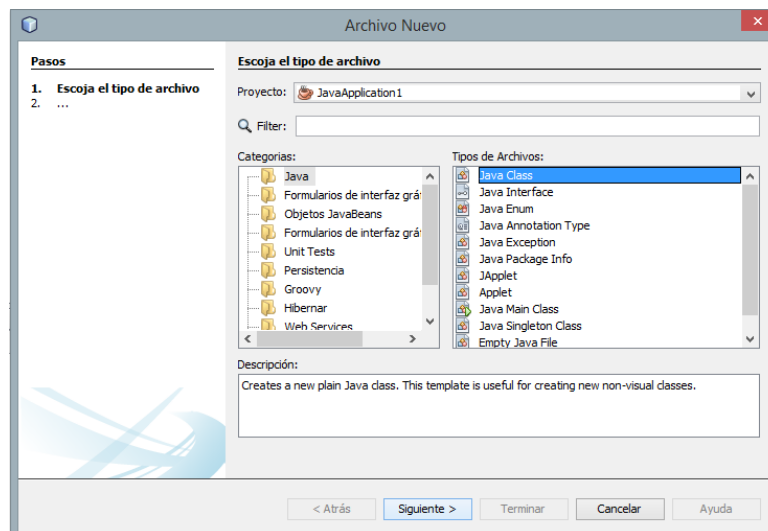 Archivo Nuevo
Pasos
1. Escoja el tipo de archivo
2. ...
Escoja el tipo de archivo
Proyecto: JavaApplication1
Filter:
Categorias:
Java
Formularios de interfaz grá
Objetos JavaBeans
Formularios de interfaz grá
Unit Tests
Persistencia
Groovy
Hibernar
Web Services
Tipos de Archivos:
Java Class
Java Interface
Java Enum
Java Annotation Type
Java Exception
Java Package Info
JApplet
Applet
Java Main Class
Java Singleton Class
Empty Java File
Descripción:
Creates a new plain Java class. This template is useful for creating new non-visual classes.
< Atrás
Siguiente >
Terminar
Cancelar
Ayuda